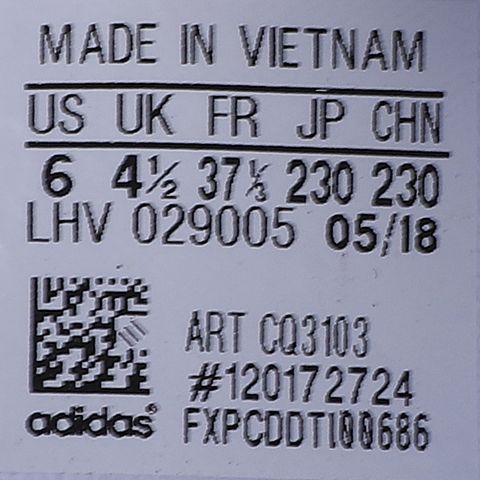 MADE IN VIETNAM
US UK FR JP CHN
6 4½ 37⅓ 230 230
LHV 029005 05/18
ART CQ3103
#120172724
adidas® FXPCDDT100686